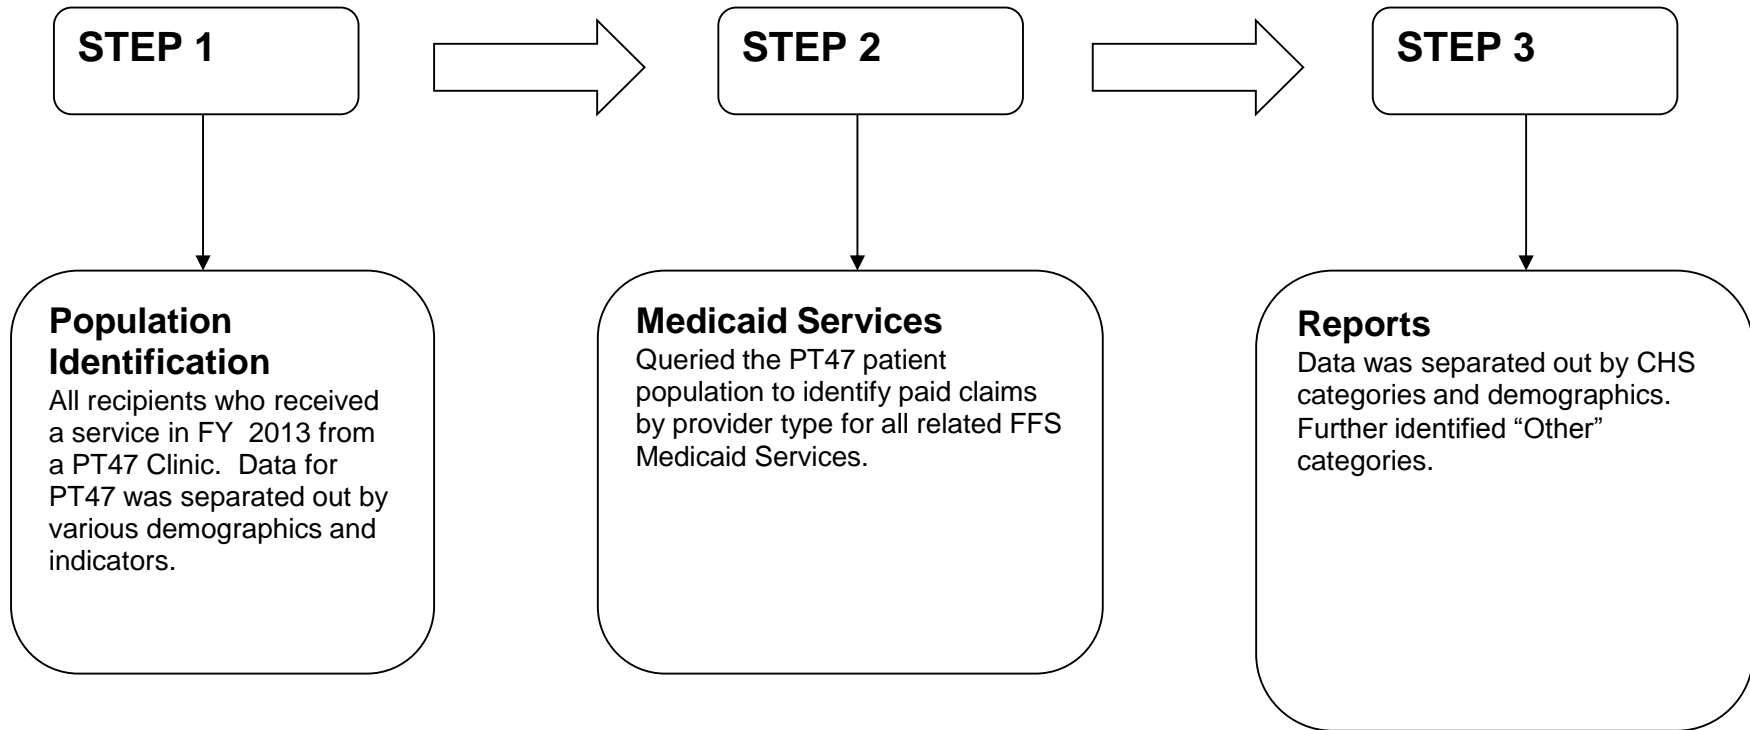 STEP 1
STEP 2
STEP 3
Population
Identification
All recipients who received
a service in FY  2013 from
a PT47 Clinic.  Data for
PT47 was separated out by
various demographics and
indicators.
Medicaid Services
Queried the PT47 patient
population to identify paid claims
by provider type for all related FFS
Medicaid Services.
Reports
Data was separated out by CHS
categories and demographics.
Further identified “Other”
categories.